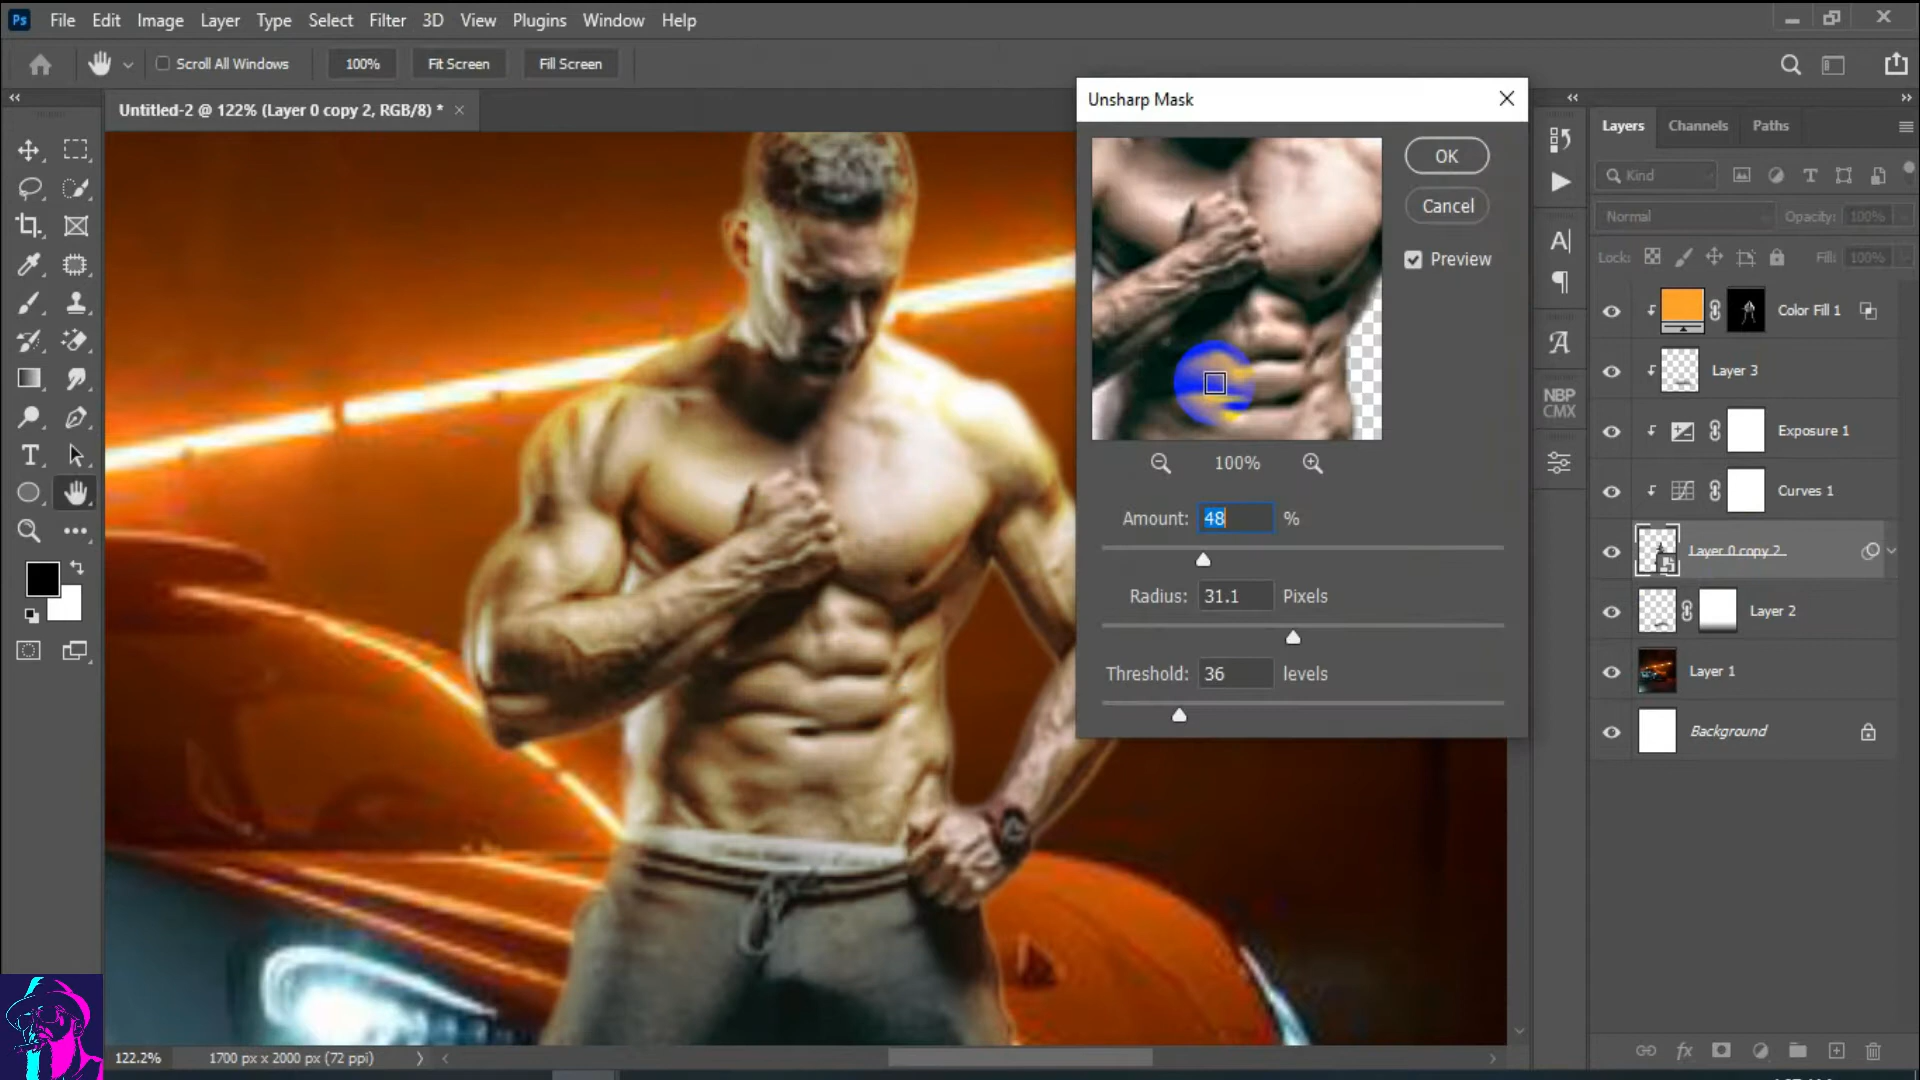 Ps File Edit Image Layer Type Select Filter 3D View Plugins Window Help
Scroll All Windows 100% Fit Screen Fill Screen
Untitled-2 @ 122% (Layer 0 copy 2, RGB/8) *
Unsharp Mask
OK
Cancel
Preview
100%
Amount: 48 %
Radius: 31.1 Pixels
Threshold: 36 levels
NBP
CMX
Layers Channels Paths
Kind
Normal Opacity: 100%
Lock: Fill: 100%
Color Fill 1
Layer 3
Exposure 1
Curves 1
Layer 0 copy 2
Layer 2
Layer 1
Background
fx
122.2% 1700 px x 2000 px (72 ppi)